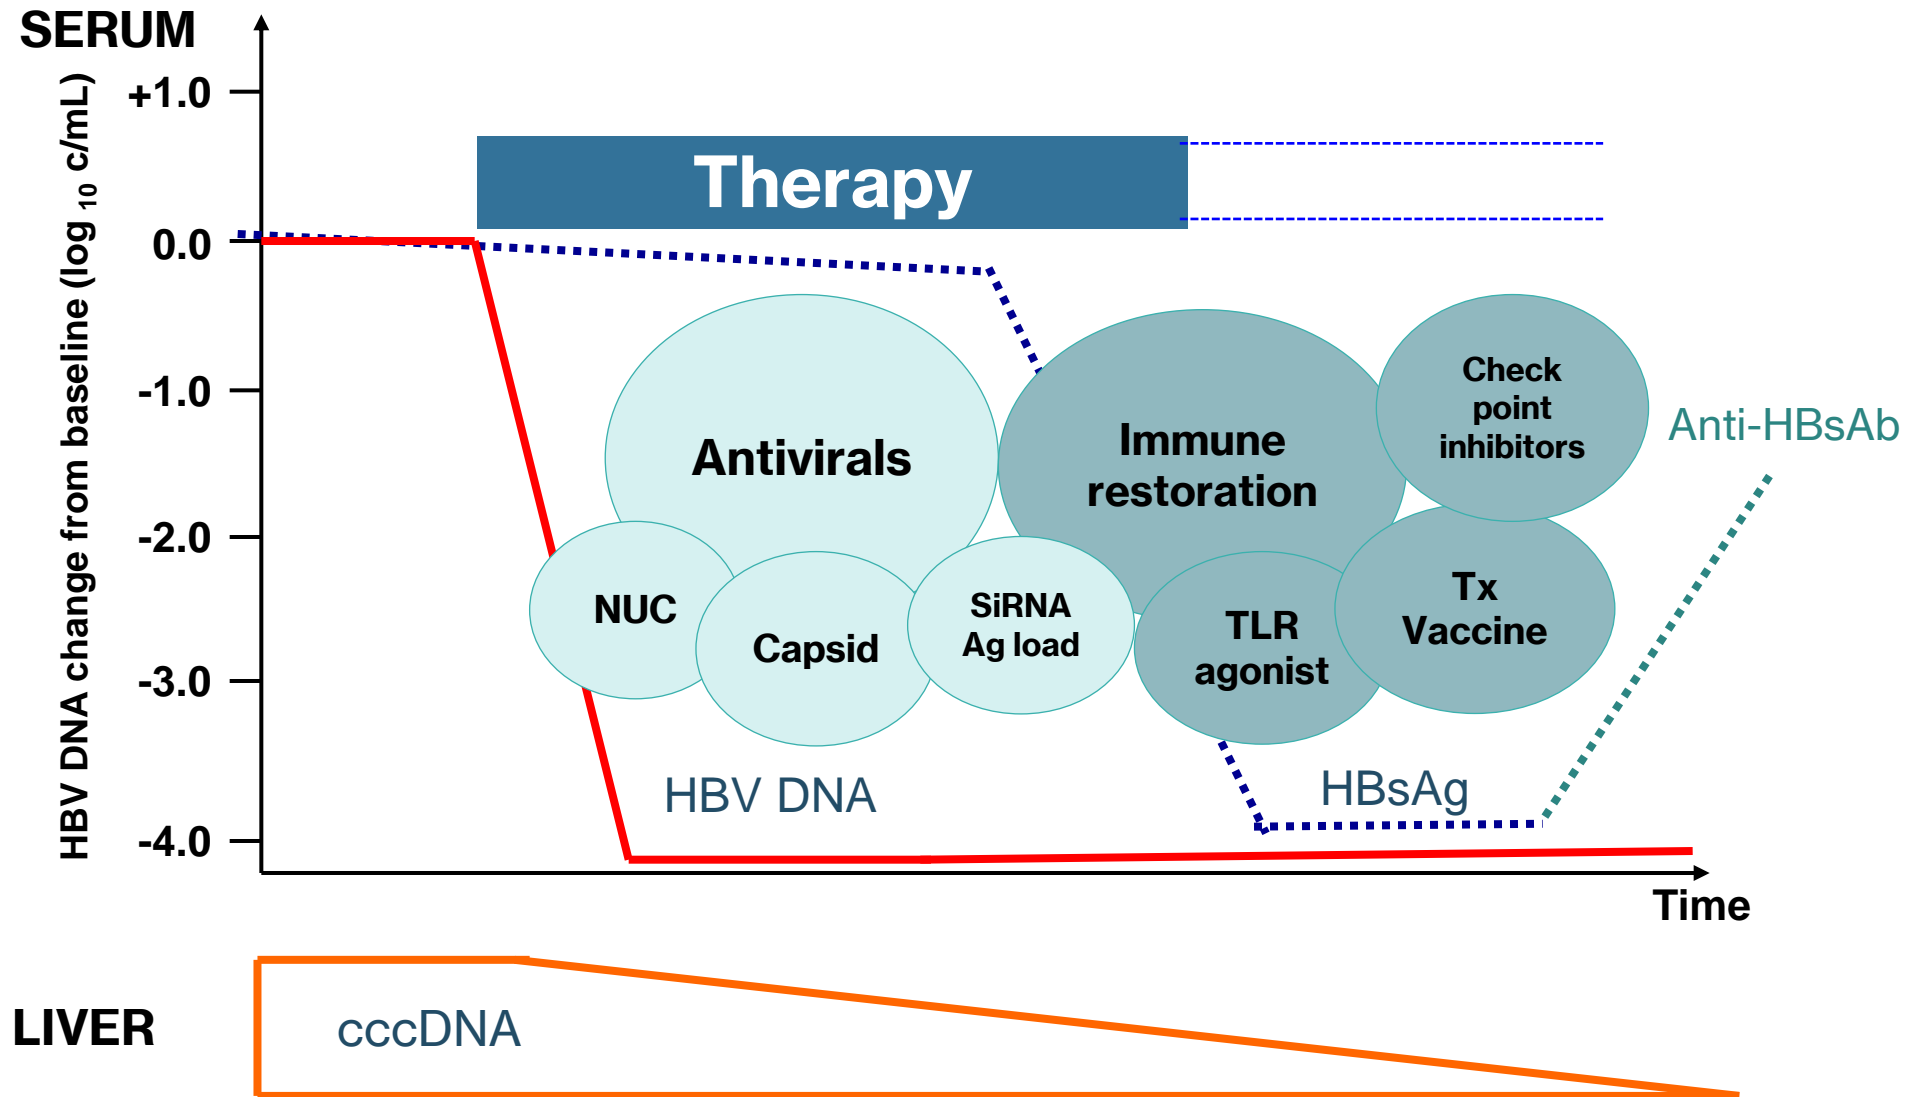 SERUM
HBV DNA change from baseline (log 10 c/mL)
+1.0
0.0
-1.0
-2.0
-3.0
-4.0
Therapy
Antivirals
NUC
Capsid
SiRNA
Ag load
Immune
restoration
TLR
agonist
Tx
Vaccine
Check
point
inhibitors
Anti-HBsAb
HBV DNA
HBsAg
Time
LIVER
cccDNA